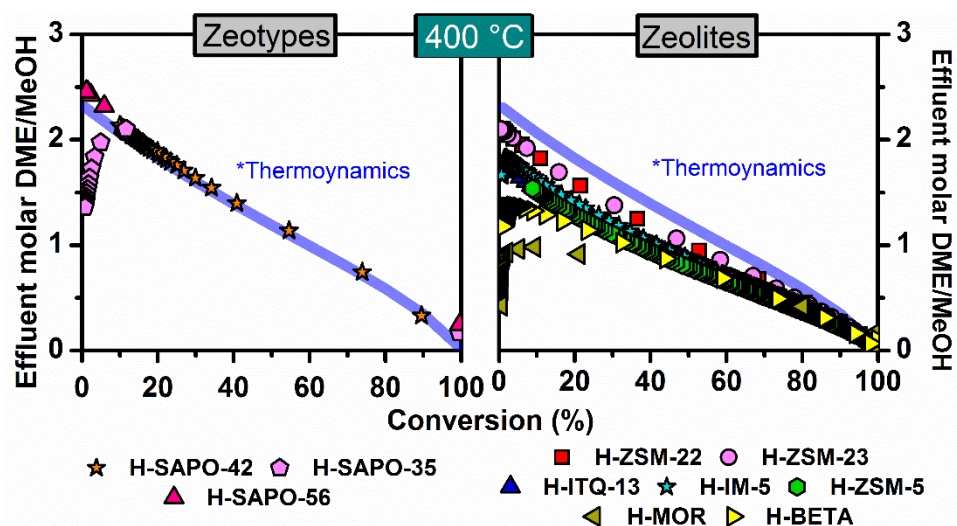 Zeotypes
400 °C
Zeolites
Effluent molar DME/MeOH
3
2
1
0
*Thermoynamics
0 20 40 60 80 100
*Thermoynamics
0 20 40 60 80 100
3
2
1
0
Effluent molar DME/MeOH
Conversion (%)
H-SAPO-42 H-SAPO-35
H-SAPO-56
H-ZSM-22 H-ZSM-23
H-ITQ-13 H-IM-5 H-ZSM-5
H-MOR H-BETA